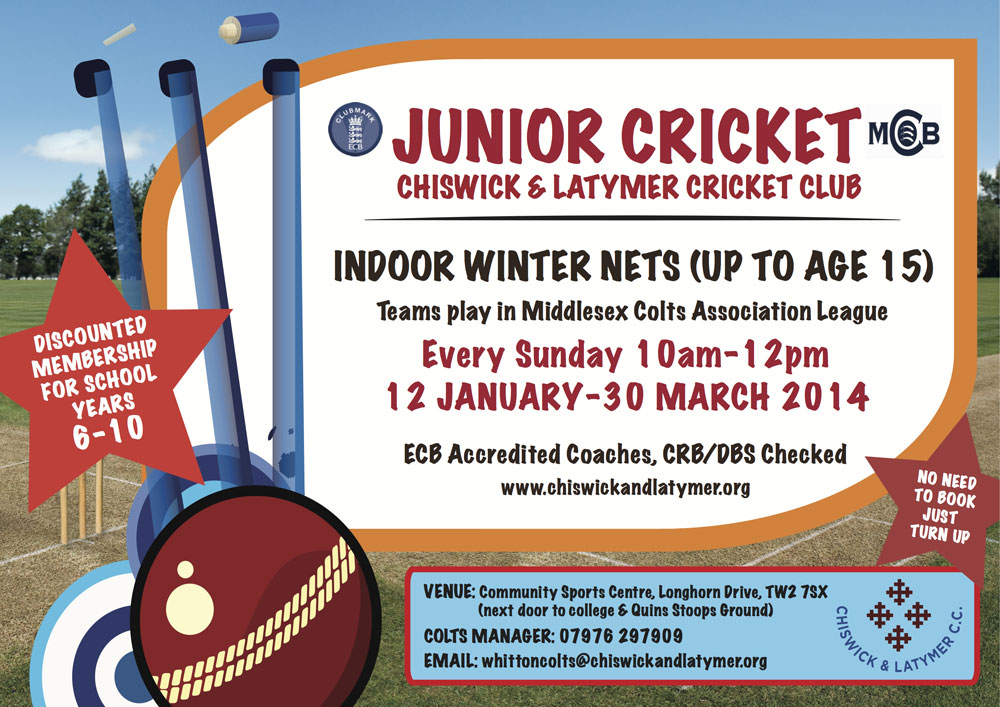 CLUBMARK
ECB
JUNIOR CRICKET
MCB
CHISWICK & LATYMER CRICKET CLUB
INDOOR WINTER NETS (UP TO AGE 15)
Teams play in Middlesex Colts Association League
Every Sunday 10am-12pm
12 JANUARY-30 MARCH 2014
ECB Accredited Coaches, CRB/DBS Checked
www.chiswickandlatymer.org
DISCOUNTED
MEMBERSHIP
FOR SCHOOL
YEARS
6-10
NO NEED
TO BOOK
JUST
TURN UP
VENUE: Community Sports Centre, Longhorn Drive, TW2 7SX
(next door to college & Quins Stoops Ground)
COLTS MANAGER: 07976 297909
EMAIL: whittoncolts@chiswickandlatymer.org
CHISWICK & LATYMER C.C.